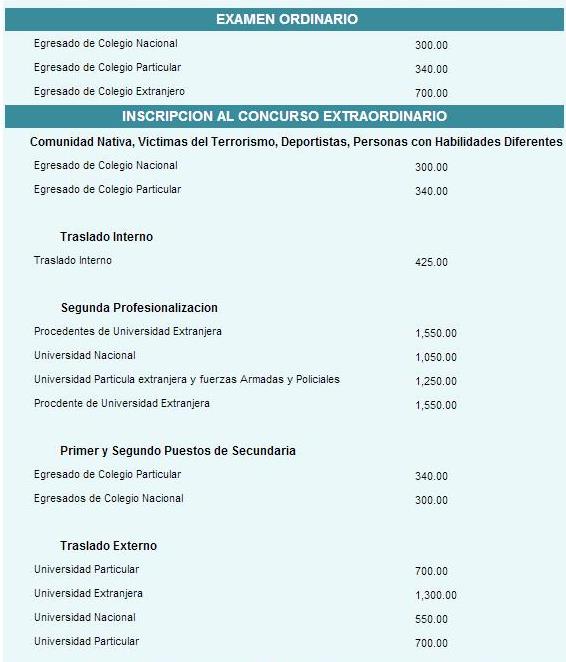 EXAMEN ORDINARIO
Egresado de Colegio Nacional 300.00
Egresado de Colegio Particular 340.00
Egresado de Colegio Extranjero 700.00
INSCRIPCION AL CONCURSO EXTRAORDINARIO
Comunidad Nativa, Victimas del Terrorismo, Deportistas, Personas con Habilidades Diferentes
Egresado de Colegio Nacional 300.00
Egresado de Colegio Particular 340.00
Traslado Interno
Traslado Interno 425.00
Segunda Profesionalizacion
Procedentes de Universidad Extranjera 1,550.00
Universidad Nacional 1,050.00
Universidad Particula extranjera y fuerzas Armadas y Policiales 1,250.00
Procdente de Universidad Extranjera 1,550.00
Primer y Segundo Puestos de Secundaria
Egresado de Colegio Particular 340.00
Egresados de Colegio Nacional 300.00
Traslado Externo
Universidad Particular 700.00
Universidad Extranjera 1,300.00
Universidad Nacional 550.00
Universidad Particular 700.00